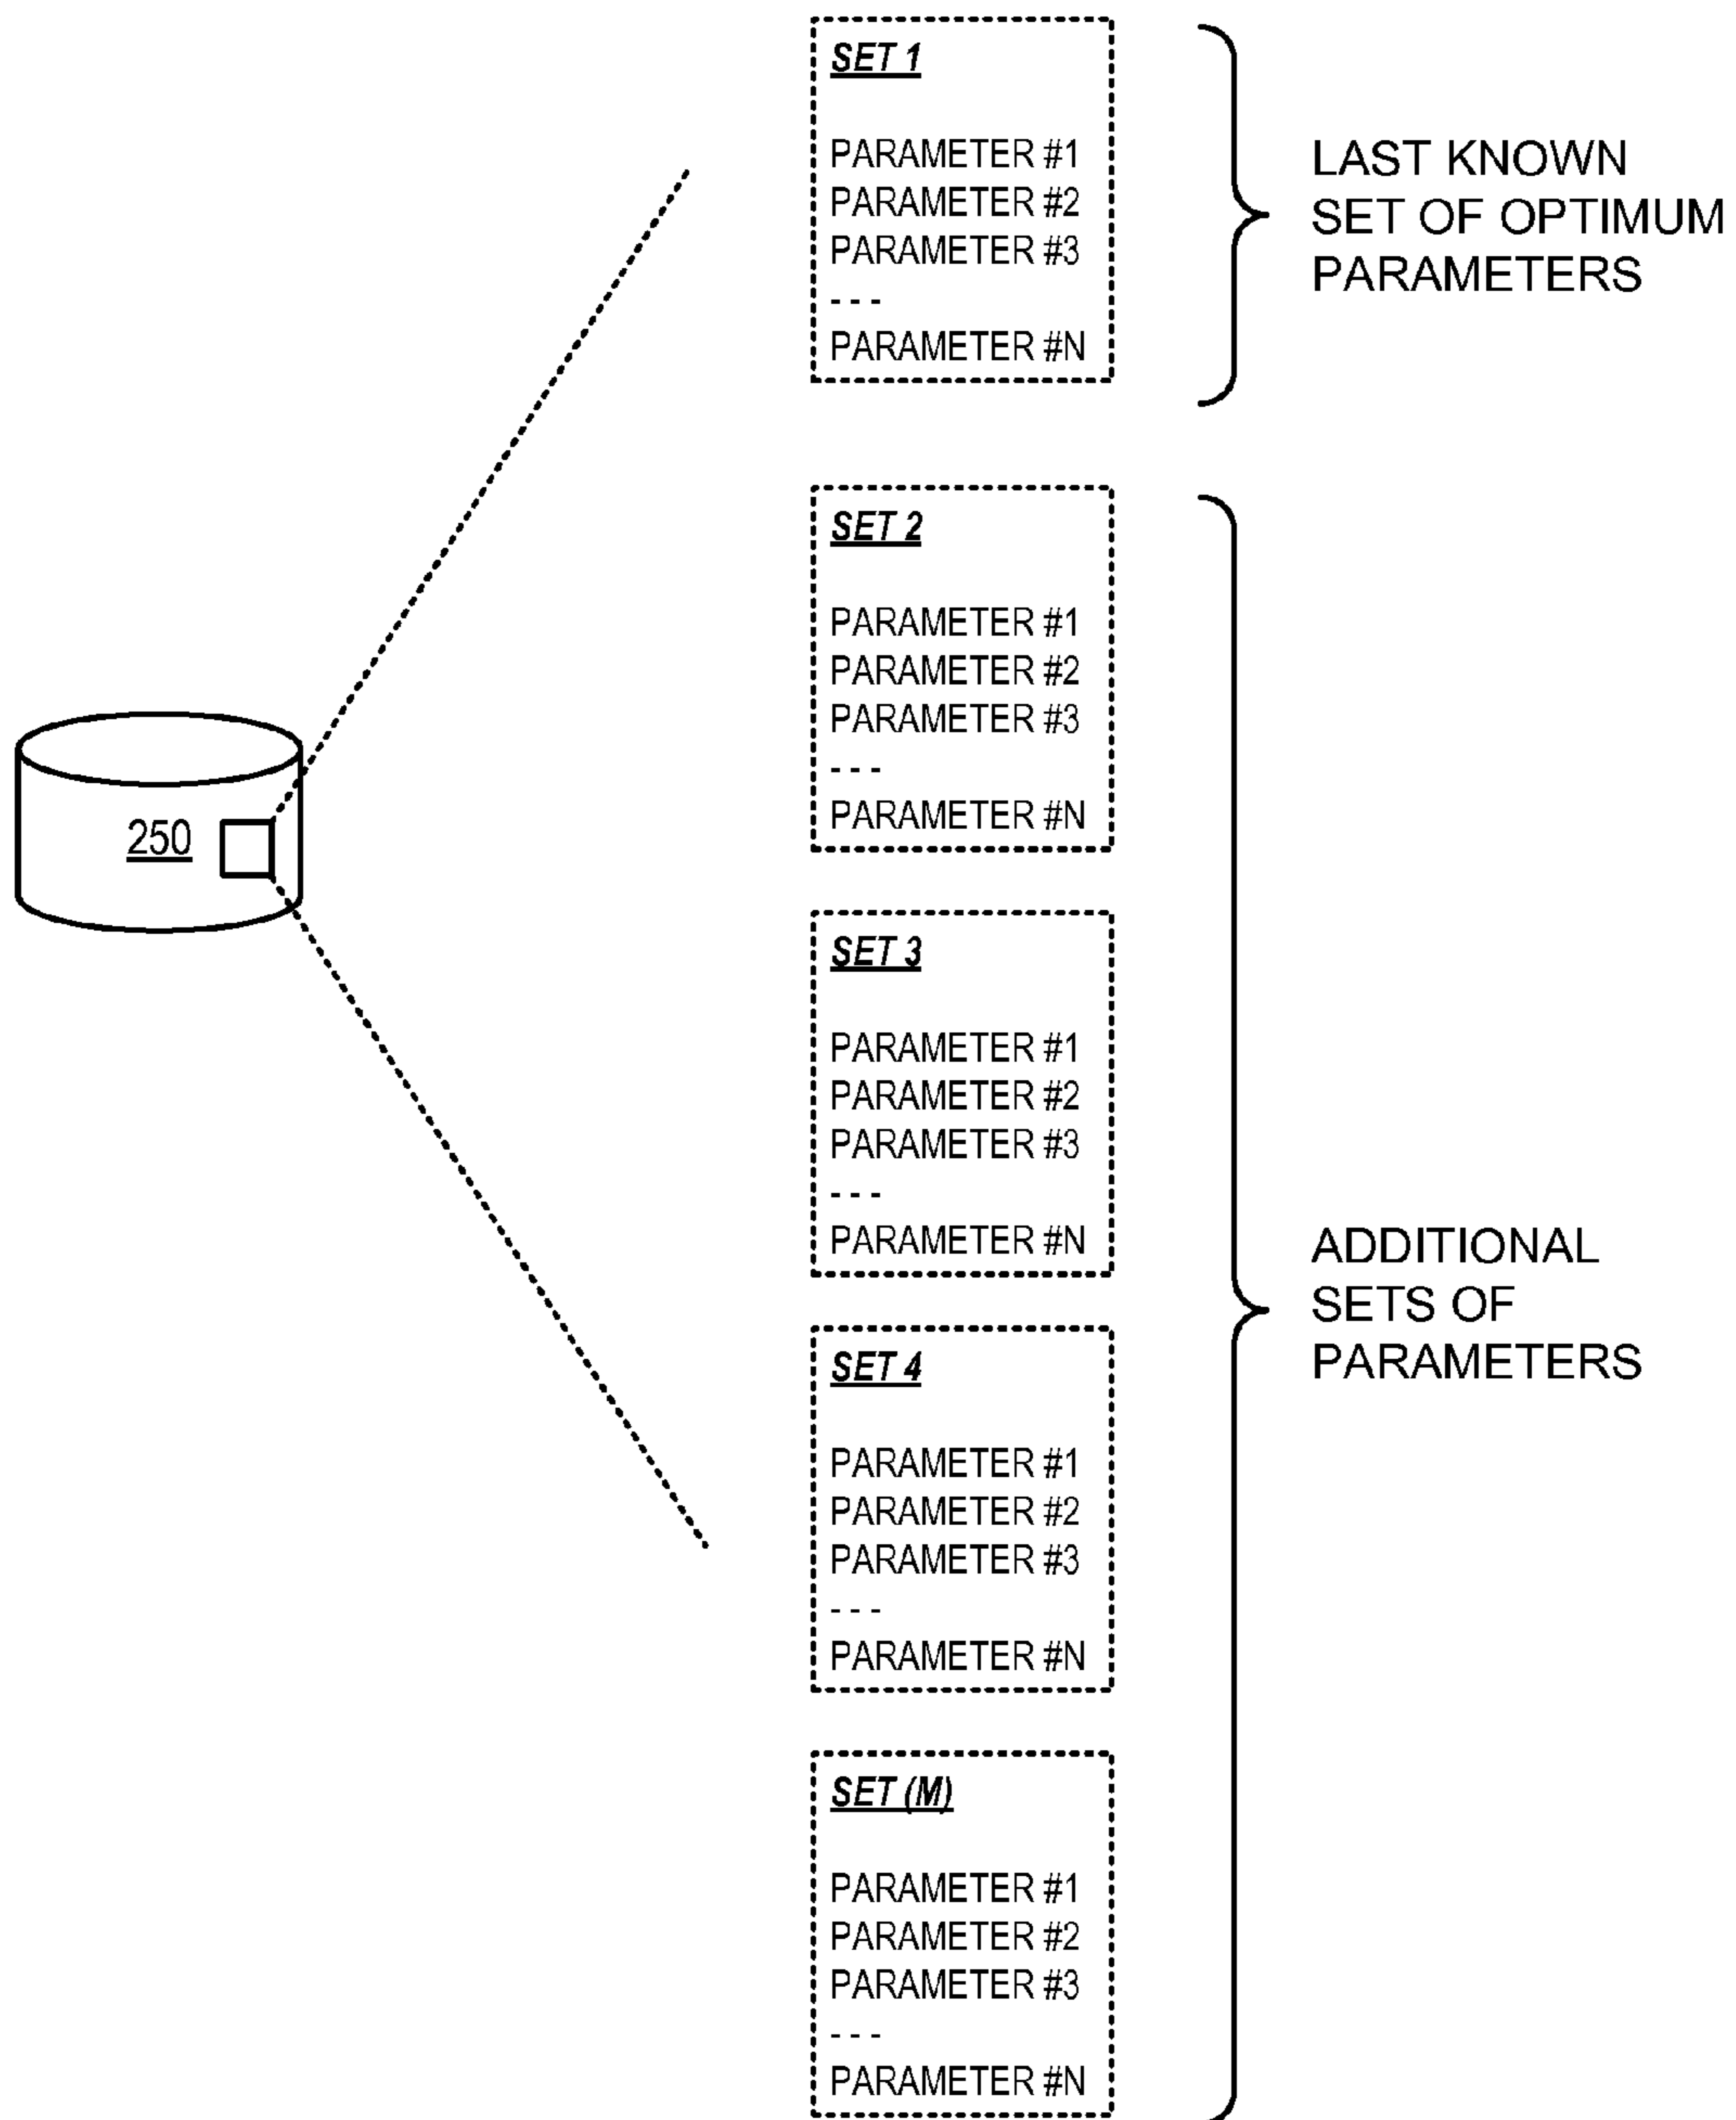 SET 1
PARAMETER #1
PARAMETER #2
PARAMETER #3
- - -
PARAMETER #N
LAST KNOWN
SET OF OPTIMUM
PARAMETERS
SET 2
PARAMETER #1
PARAMETER #2
PARAMETER #3
- - -
PARAMETER #N
250
SET 3
PARAMETER #1
PARAMETER #2
PARAMETER #3
- - -
PARAMETER #N
SET 4
PARAMETER #1
PARAMETER #2
PARAMETER #3
- - -
PARAMETER #N
SET (M)
PARAMETER #1
PARAMETER #2
PARAMETER #3
- - -
PARAMETER #N
ADDITIONAL
SETS OF
PARAMETERS